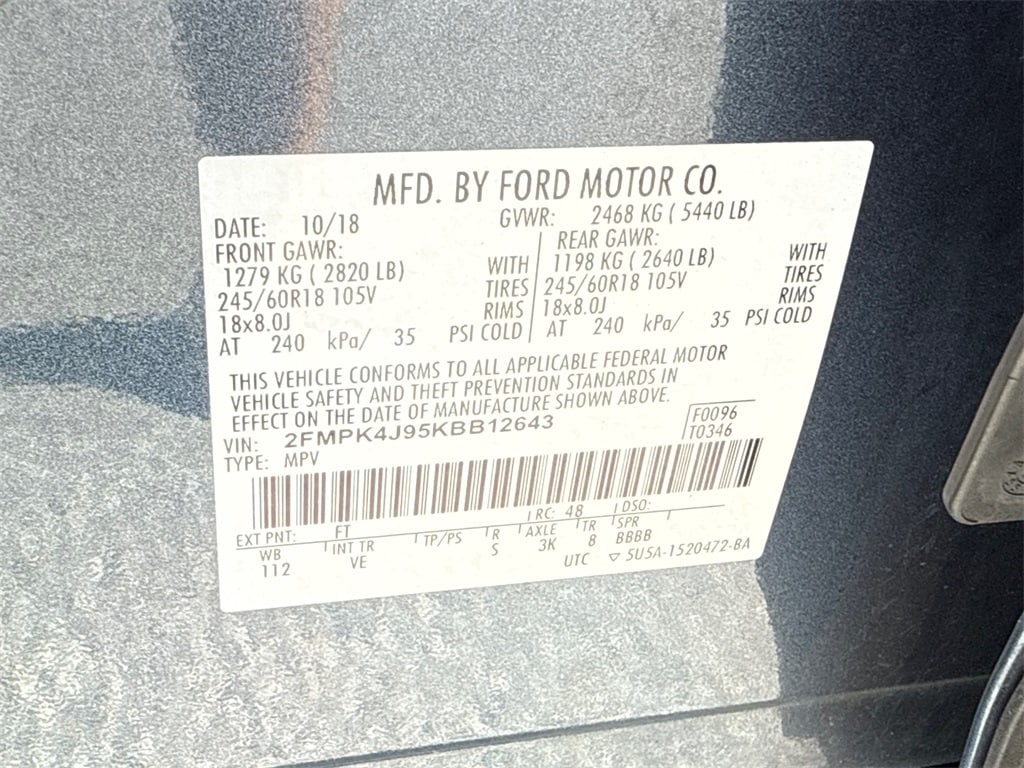 MFD. BY FORD MOTOR CO.
DATE: 10/18 GVWR: 2468 KG ( 5440 LB)
FRONT GAWR: REAR GAWR:
1279 KG ( 2820 LB) WITH 1198 KG ( 2640 LB) WITH
245/60R18 105V TIRES 245/60R18 105V TIRES
18x8.0J RIMS 18x8.0J RIMS
AT 240 kPa/ 35 PSI COLD AT 240 kPa/ 35 PSI COLD
THIS VEHICLE CONFORMS TO ALL APPLICABLE FEDERAL MOTOR
VEHICLE SAFETY AND THEFT PREVENTION STANDARDS IN
EFFECT ON THE DATE OF MANUFACTURE SHOWN ABOVE.
F0096
VIN: 2FMPK4J95KBB12643 T0346
TYPE: MPV
EXT PNT: FT RC: 48 DSO:
WB INT TR TP/PS R AXLE TR SPR
112 VE S 3K 8 BBBB
UTC ▽ 5U5A-1520472-BA